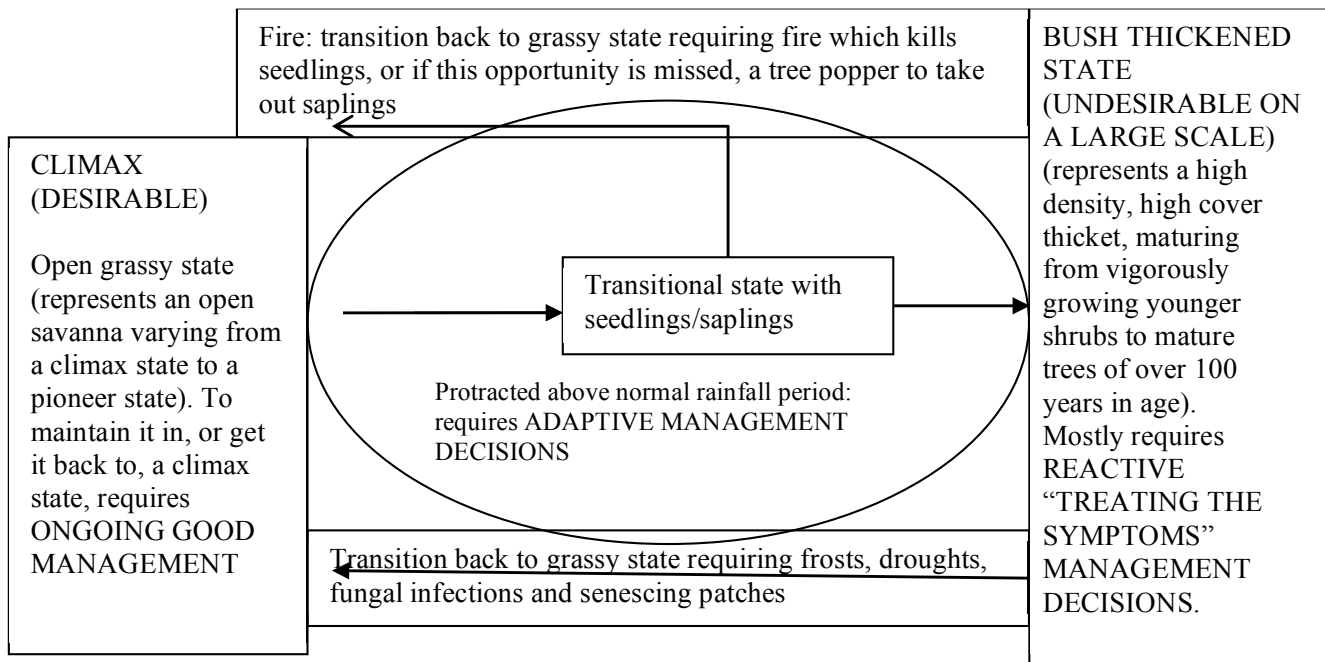 Fire: transition back to grassy state requiring fire which kills
seedlings, or if this opportunity is missed, a tree popper to take
out saplings
CLIMAX
(DESIRABLE)
Open grassy state
(represents an open
savanna varying from
a climax state to a
pioneer state). To
maintain it in, or get
it back to, a climax
state, requires
ONGOING GOOD
MANAGEMENT
Transitional state with
seedlings/saplings
Protracted above normal rainfall period:
requires ADAPTIVE MANAGEMENT
DECISIONS
Transition back to grassy state requiring frosts, droughts,
fungal infections and senescing patches
BUSH THICKENED
STATE
(UNDESIRABLE ON
A LARGE SCALE)
(represents a high
density, high cover
thicket, maturing
from vigorously
growing younger
shrubs to mature
trees of over 100
years in age).
Mostly requires
REACTIVE
“TREATING THE
SYMPTOMS”
MANAGEMENT
DECISIONS.